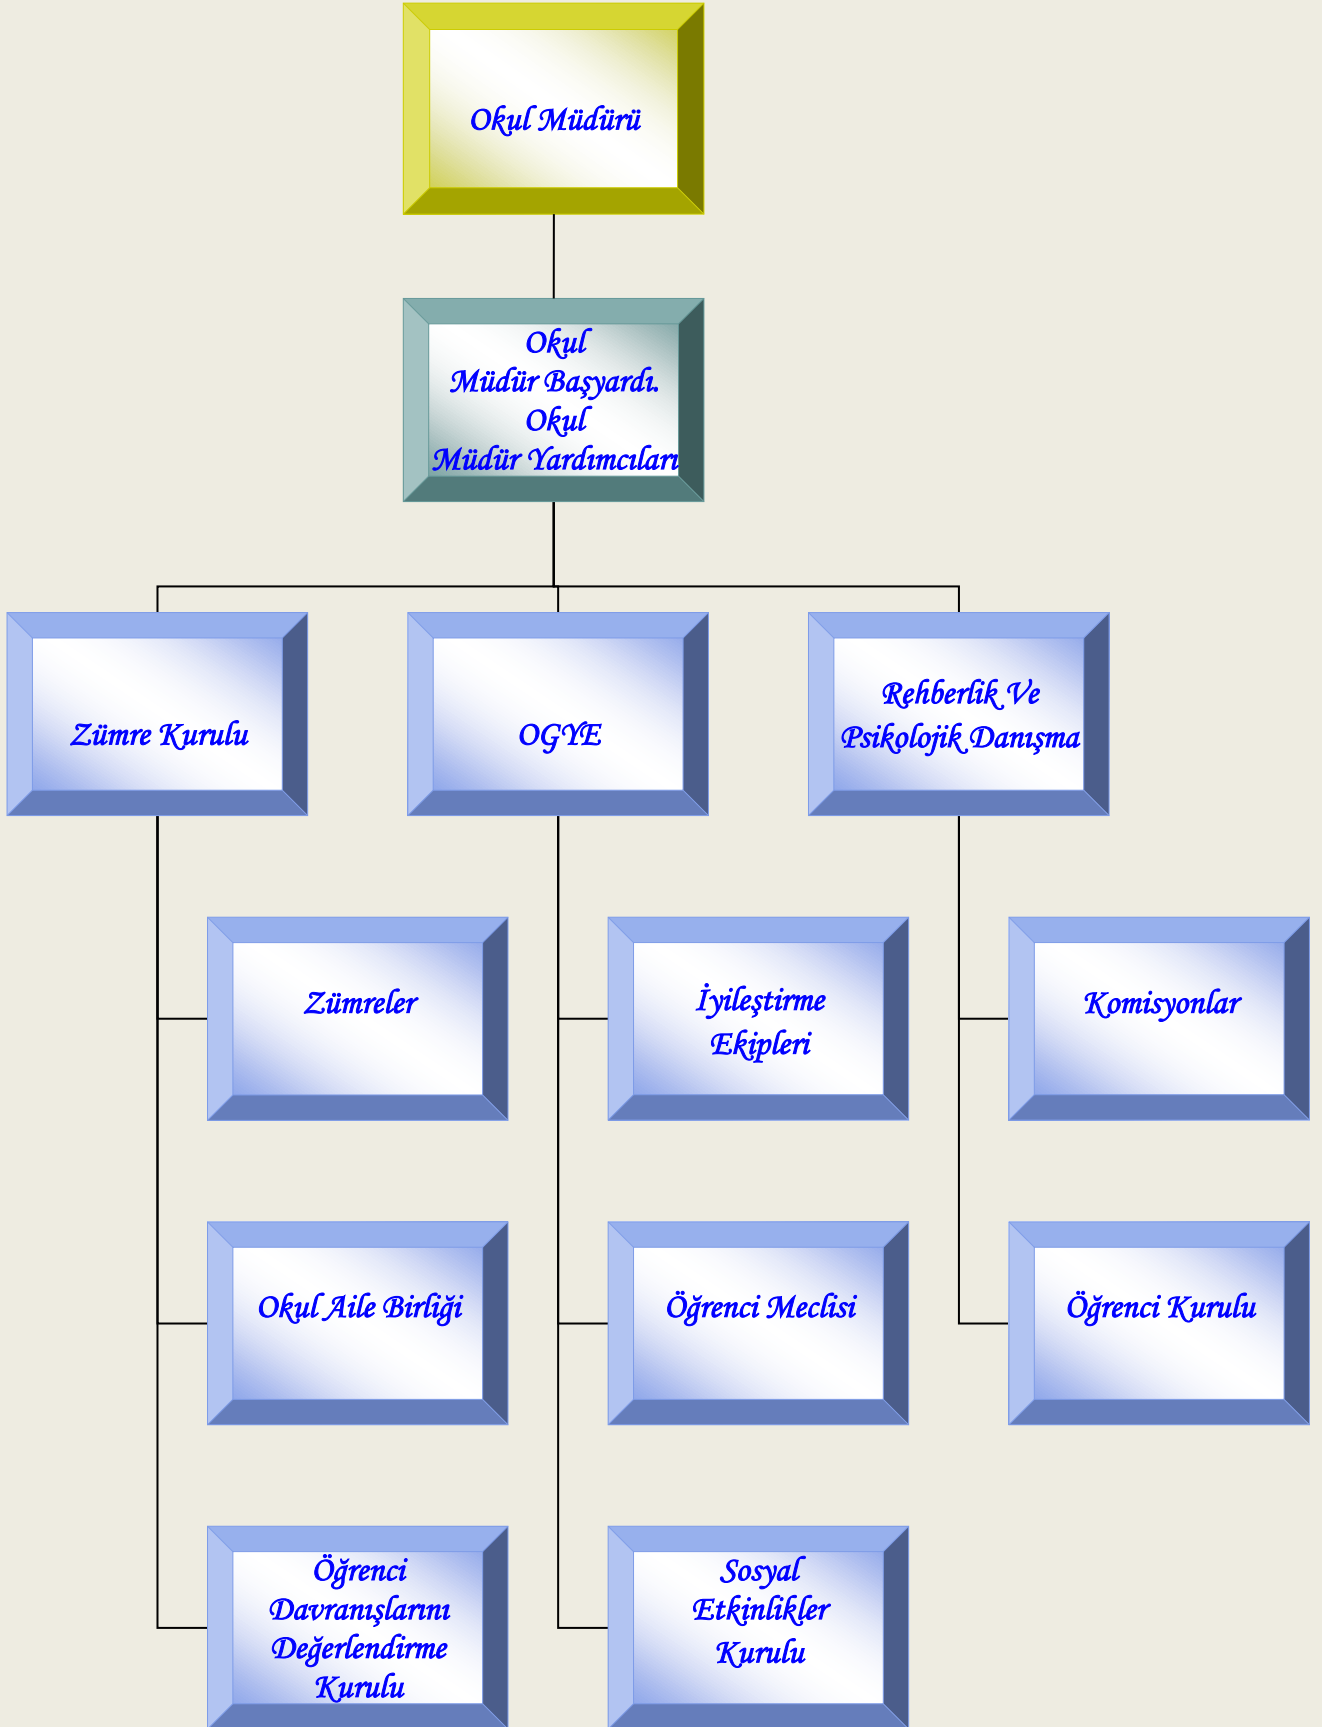 Okul Müdürü
Okul
Müdür Başyardı.
Okul
Müdür Yardımcıları
Zümre Kurulu
OGYE
Rehberlik Ve
Psikolojik Danışma
Zümreler
İyileştirme
Ekipleri
Komisyonlar
Okul Aile Birliği
Öğrenci Meclisi
Öğrenci Kurulu
Öğrenci
Davranışlarını
Değerlendirme
Kurulu
Sosyal
Etkinlikler
Kurulu